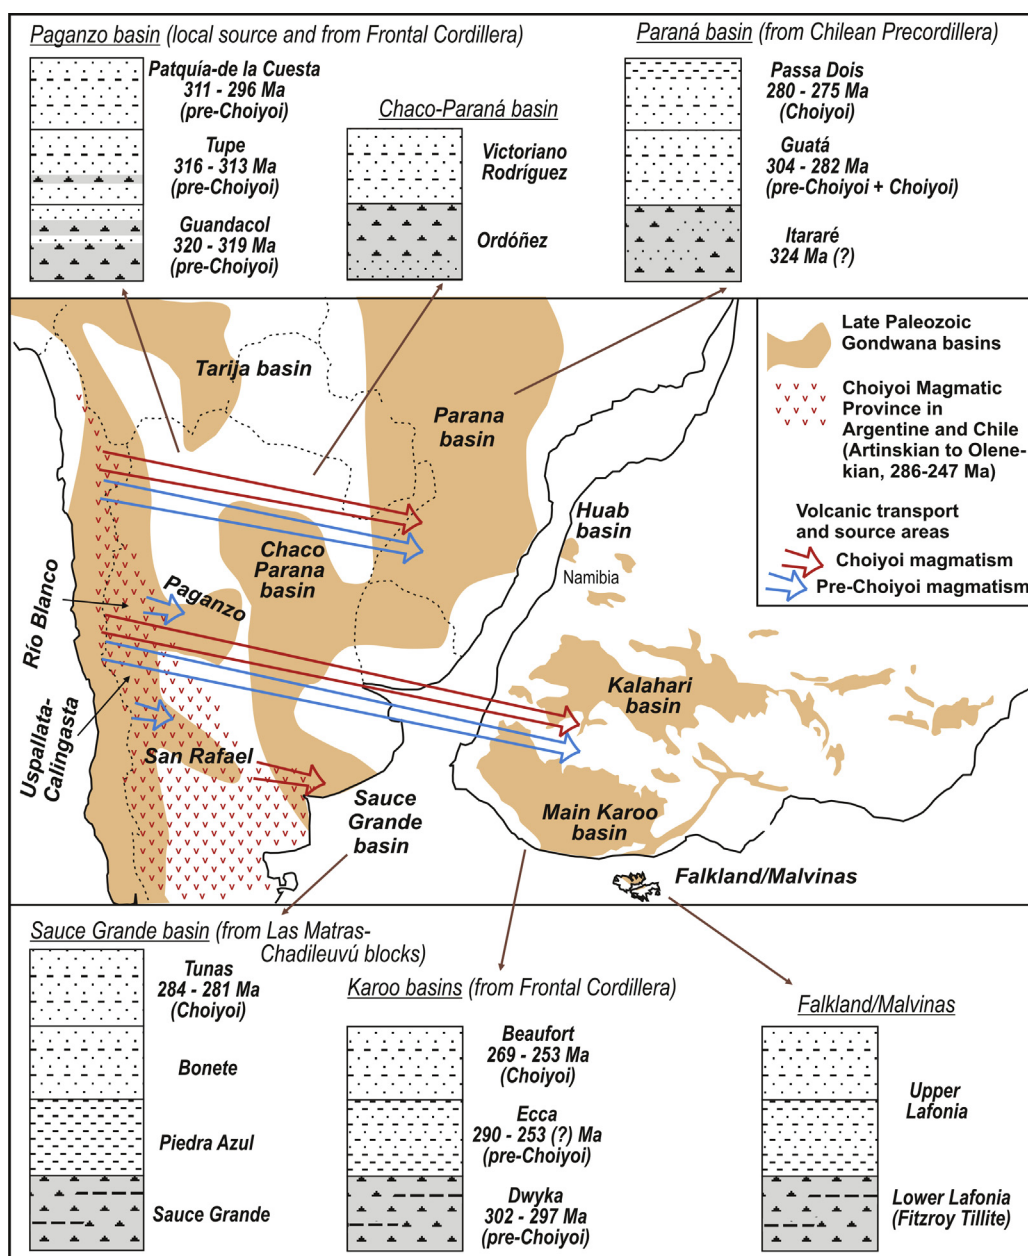 Paganzo basin (local source and from Frontal Cordillera)
Patquía-de la Cuesta
311 - 296 Ma
(pre-Choiyoi)
Tupe
316 - 313 Ma
(pre-Choiyoi)
Guandacol
320 - 319 Ma
(pre-Choiyoi)
Chaco-Paraná basin
Victoriano
Rodríguez
Ordóñez
Paraná basin (from Chilean Precordillera)
Passa Dois
280 - 275 Ma
(Choiyoi)
Guatá
304 - 282 Ma
(pre-Choiyoi + Choiyoi)
Itararé
324 Ma (?)
Tarija basin
Parana
basin
Chaco
Parana
basin
Paganzo
Río Blanco
Uspallata-
Calingasta
San Rafael
Sauce
Grande
basin
Huab
basin
Namibia
Kalahari
basin
Main Karoo
basin
Falkland/Malvinas
Late Paleozoic
Gondwana basins
Choiyoi Magmatic
Province in
Argentine and Chile
(Artinskian to Olene-
kian, 286-247 Ma)
Volcanic transport
and source areas
Choiyoi magmatism
Pre-Choiyoi magmatism
Sauce Grande basin (from Las Matras-
Chadileuvú blocks)
Tunas
284 - 281 Ma
(Choiyoi)
Bonete
Piedra Azul
Sauce Grande
Karoo basins (from Frontal Cordillera)
Beaufort
269 - 253 Ma
(Choiyoi)
Ecca
290 - 253 (?) Ma
(pre-Choiyoi)
Dwyka
302 - 297 Ma
(pre-Choiyoi)
Falkland/Malvinas
Upper
Lafonia
Lower Lafonia
(Fitzroy Tillite)